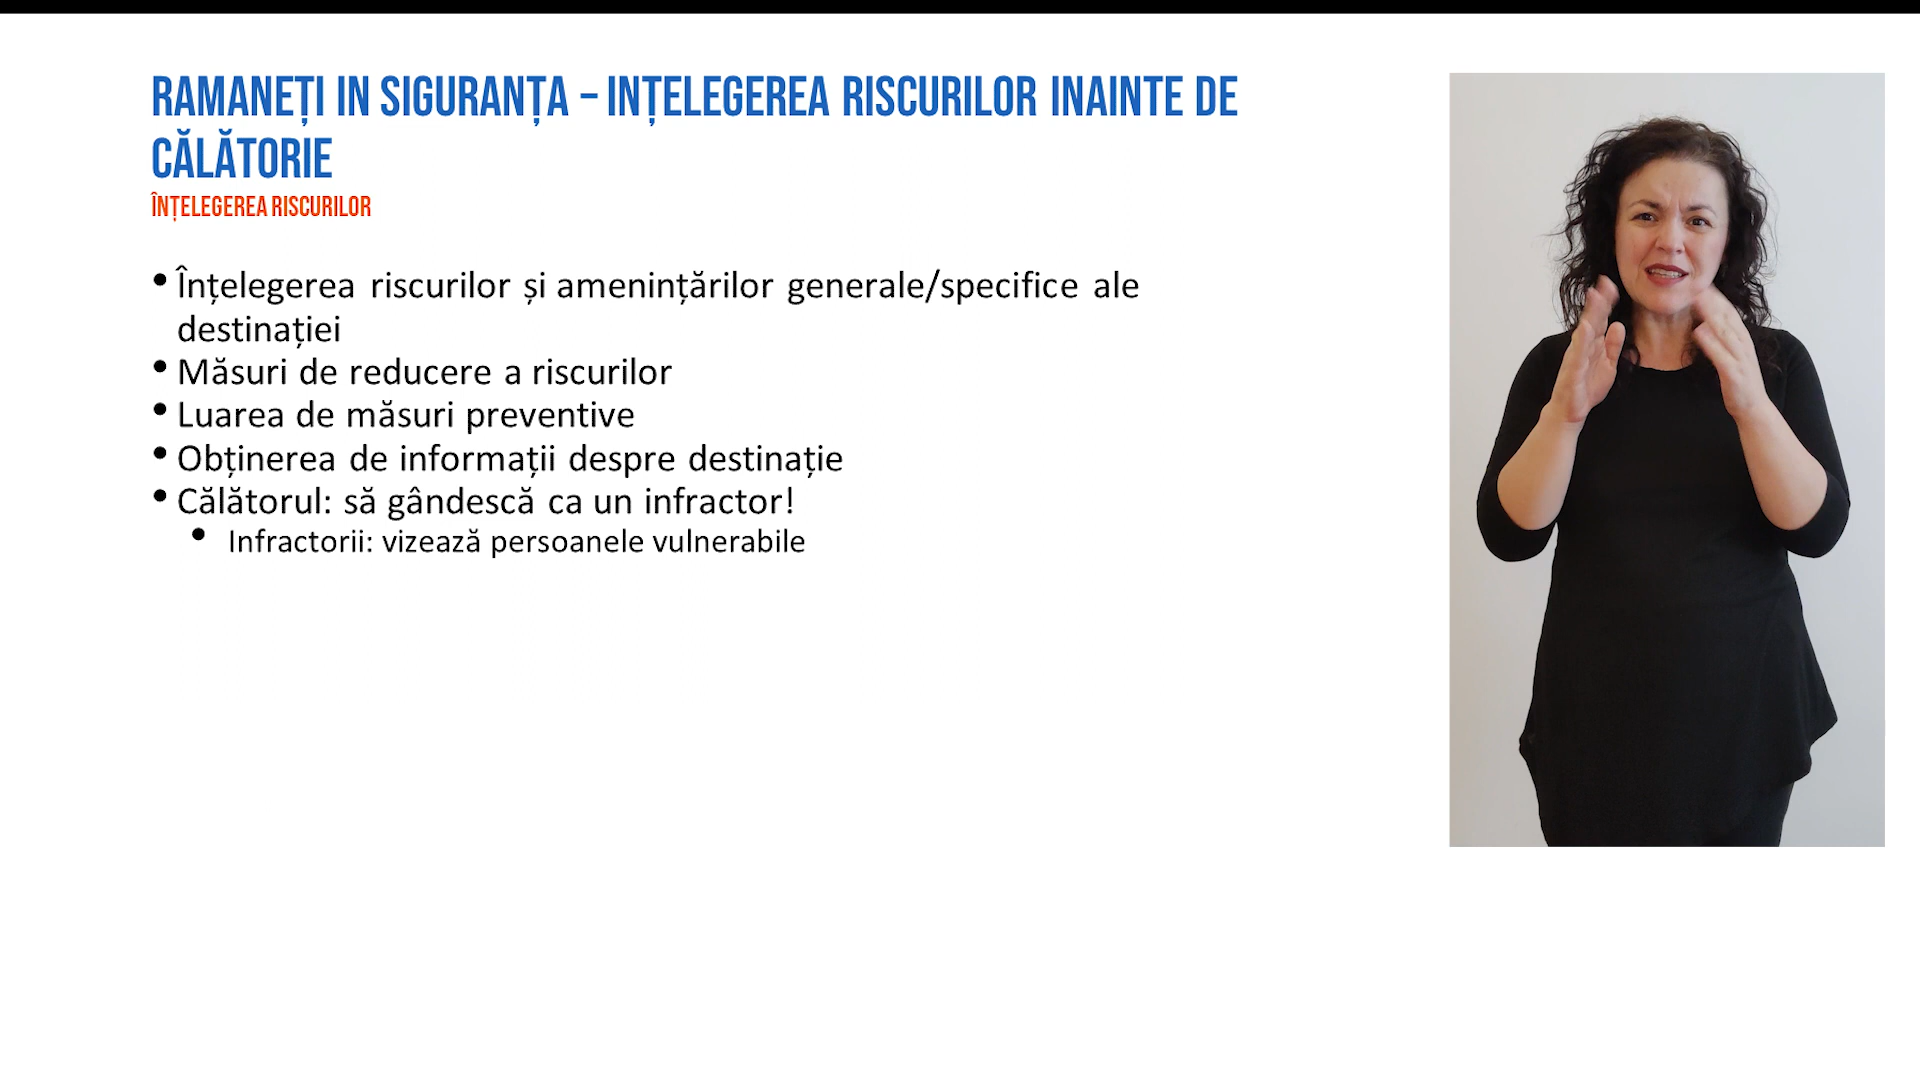 RAMANEȚI IN SIGURANȚA – INȚELEGEREA RISCURILOR INAINTE DE
CĂLĂTORIE
ÎNȚELEGEREA RISCURILOR
• Înțelegerea riscurilor și amenințărilor generale/specifice ale
destinației
• Măsuri de reducere a riscurilor
• Luarea de măsuri preventive
• Obținerea de informații despre destinație
• Călătorul: să gândescă ca un infractor!
• Infractorii: vizează persoanele vulnerabile